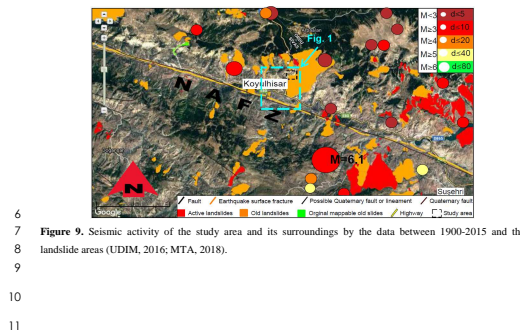 M<3 d<5
M≥3 d≤10
M≥4 d≤20
M≥5 d≤40
M≥6 d≤80
Fig. 1
Koyulhisar
N A F Z
M=6.1
N
Suşehri
Google
Fault Earthquake surface fracture Possible Quaternary fault or lineament Quaternary fault
Active landslides Old landslides Orginal mappable old slides Highway Study area
6
7 Figure 9. Seismic activity of the study area and its surroundings by the data between 1900-2015 and th
8 landslide areas (UDIM, 2016; MTA, 2018).
9
10
11